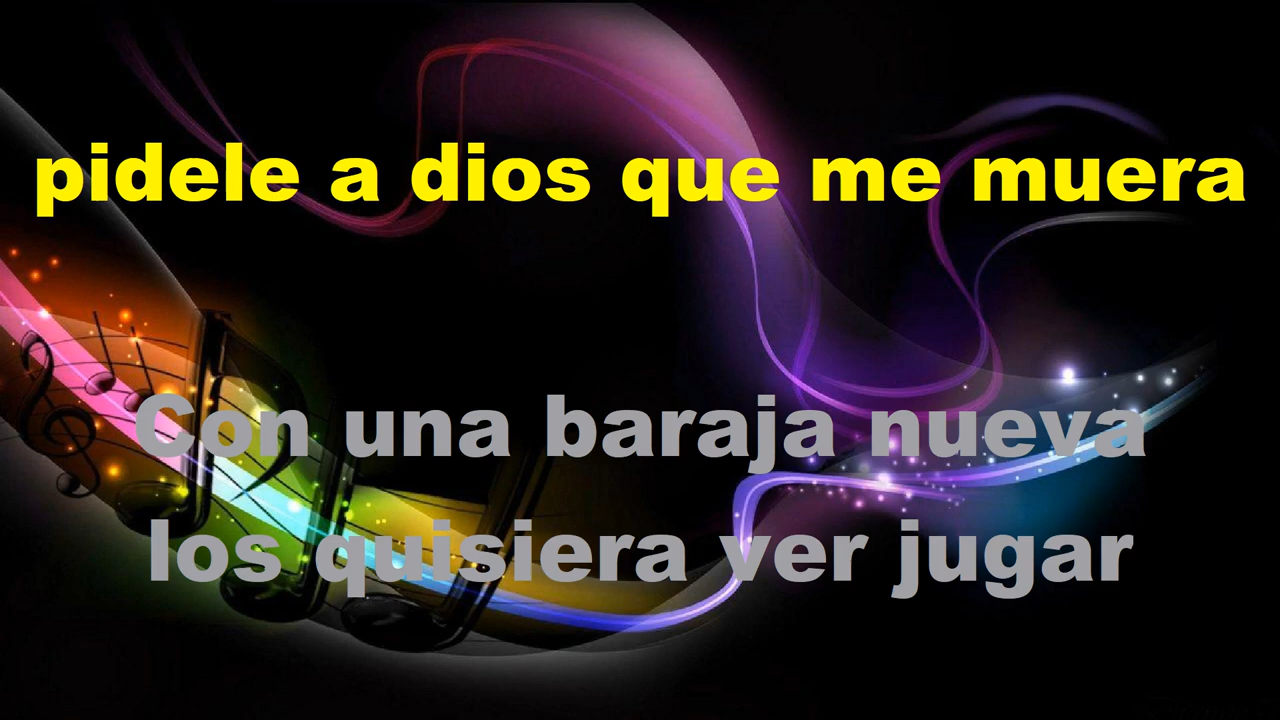 pidele a dios que me muera
Con una baraja nueva
los quisiera ver jugar